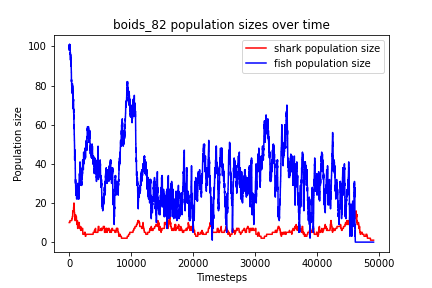 boids_82 population sizes over time
shark population size
fish population size
Population size
100
80
60
40
20
0
0
10000
20000
30000
40000
50000
Timesteps